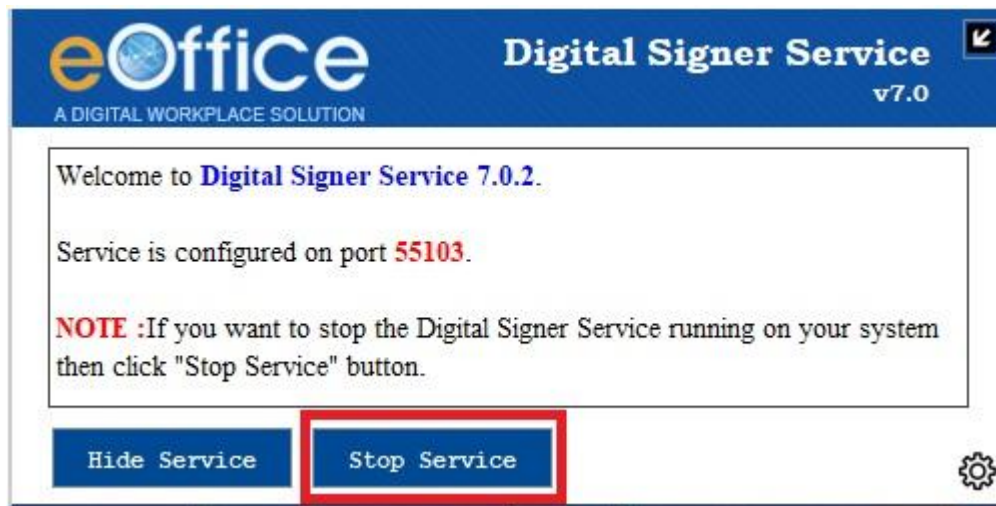 eOffice
A DIGITAL WORKPLACE SOLUTION
Digital Signer Service
v7.0
Welcome to Digital Signer Service 7.0.2.
Service is configured on port 55103.
NOTE :If you want to stop the Digital Signer Service running on your system
then click "Stop Service" button.
Hide Service
Stop Service